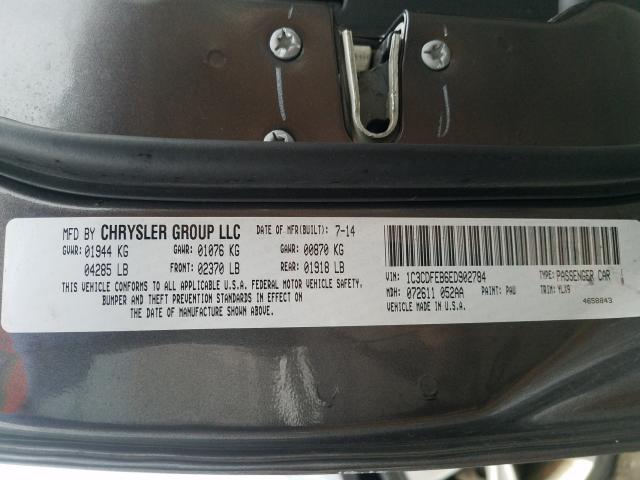 MFD BY CHRYSLER GROUP LLC DATE OF MFR(BUILT): 7-14
GVWR: 01944 KG GAWR: 01076 KG GAWR: 00870 KG
04285 LB FRONT: 02370 LB REAR: 01918 LB
THIS VEHICLE CONFORMS TO ALL APPLICABLE U.S.A. FEDERAL MOTOR VEHICLE SAFETY,
BUMPER AND THEFT PREVENTION STANDARDS IN EFFECT ON
THE DATE OF MANUFACTURE SHOWN ABOVE.
VIN: 1C3CDFEB6ED902784 TYPE: PASSENGER CAR
MDH: 072611 052AA PAINT: PAU TRIM: YLX9
VEHICLE MADE IN U.S.A. 4658843